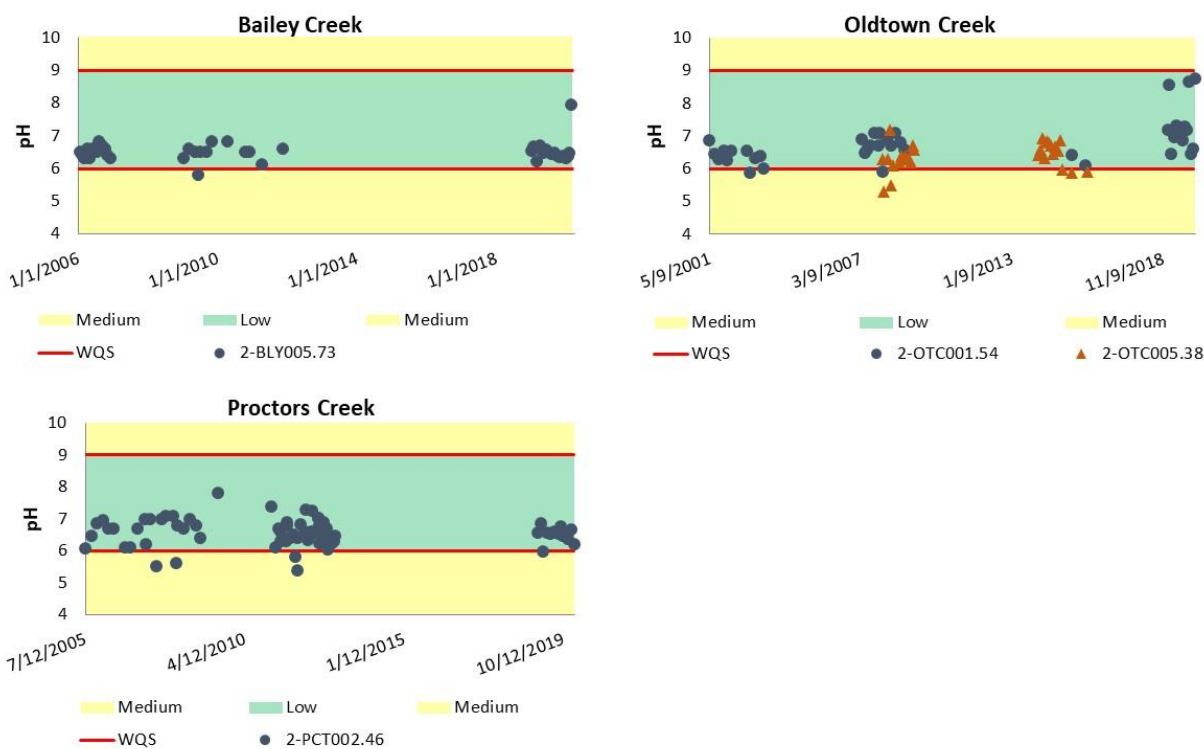 Bailey Creek
10
9
8
7
6
5
4
pH
1/1/2006
1/1/2010
1/1/2014
1/1/2018
Medium
Low
Medium
WQS
2-BLY005.73
Oldtown Creek
10
9
8
7
6
5
4
pH
5/9/2001
3/9/2007
1/9/2013
11/9/2018
Medium
Low
Medium
WQS
2-OTC001.54
2-OTC005.38
Proctors Creek
10
9
8
7
6
5
4
pH
7/12/2005
4/12/2010
1/12/2015
10/12/2019
Medium
Low
Medium
WQS
2-PCT002.46